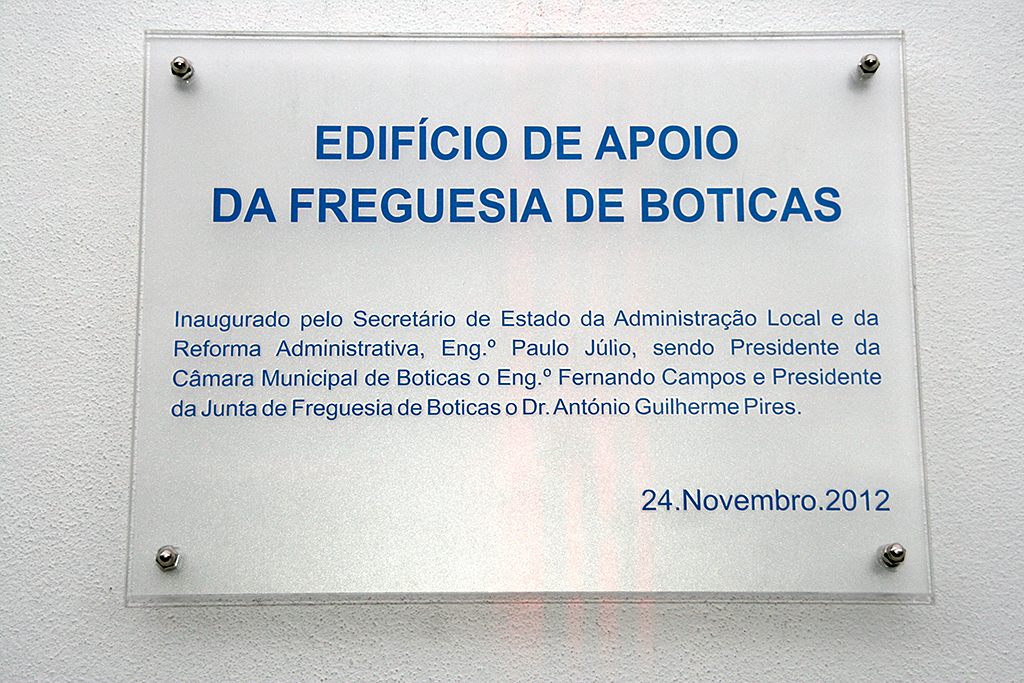 EDIFÍCIO DE APOIO
DA FREGUESIA DE BOTICAS
Inaugurado pelo Secretário de Estado da Administração Local e da
Reforma Administrativa, Eng.º Paulo Júlio, sendo Presidente da
Câmara Municipal de Boticas o Eng.º Fernando Campos e Presidente
da Junta de Freguesia de Boticas o Dr. António Guilherme Pires.
24.Novembro.2012